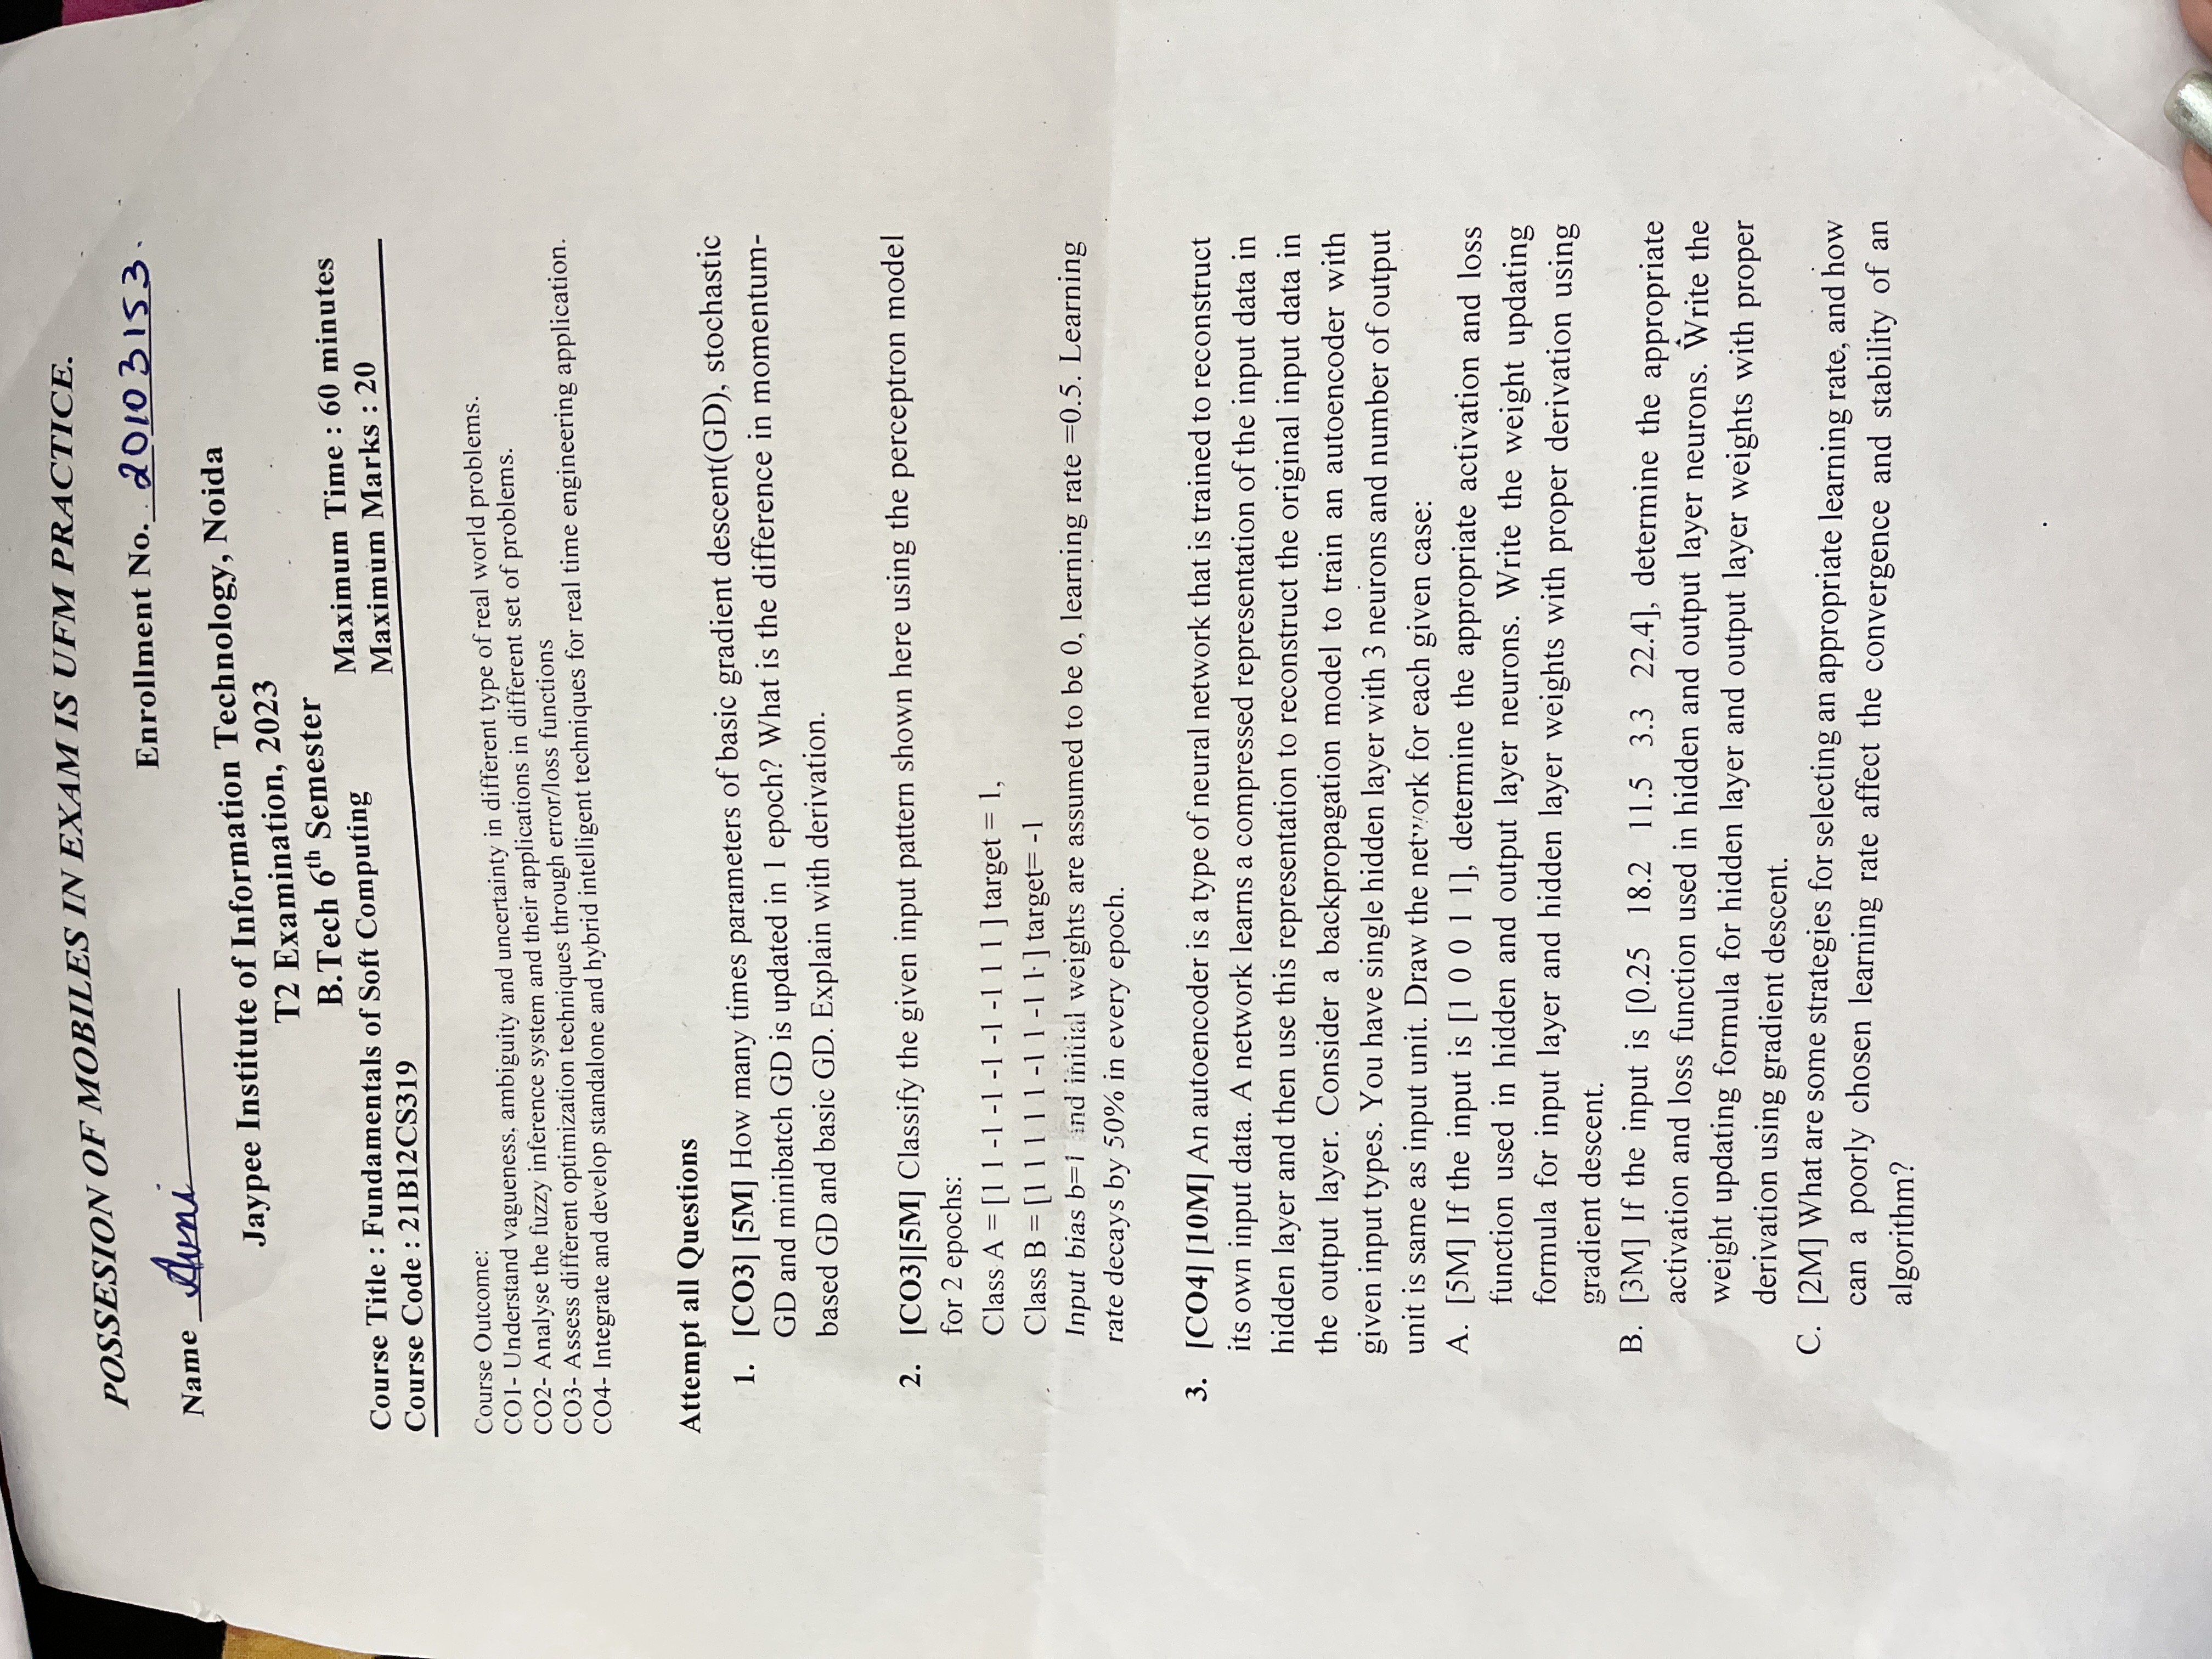 POSSESION OF MOBILES IN EXAM IS UFM PRACTICE.
Enrollment No. 20103153.
Name Avni
Jaypee Institute of Information Technology, Noida
T2 Examination, 2023
B.Tech 6th Semester
Course Title : Fundamentals of Soft Computing
Maximum Time : 60 minutes
Course Code : 21B12CS319
Maximum Marks : 20
Course Outcome:
CO1- Understand vagueness, ambiguity and uncertainty in different type of real world problems.
CO2- Analyse the fuzzy inference system and their applications in different set of problems.
CO3- Assess different optimization techniques through error/loss functions
CO4- Integrate and develop standalone and hybrid intelligent techniques for real time engineering application.
Attempt all Questions
1. [CO3] [5M] How many times parameters of basic gradient descent(GD), stochastic
GD and minibatch GD is updated in 1 epoch? What is the difference in momentum-
based GD and basic GD. Explain with derivation.
2. [CO3][5M] Classify the given input pattern shown here using the perceptron model
for 2 epochs:
Class A = [1 1 -1 -1 -1 -1 -1 1 1 ] target = 1,
Class B = [1 1 1 1 1 -1 1 -1 1 ] target= -1
Input bias b=1 and initial weights are assumed to be 0, learning rate =0.5. Learning
rate decays by 50% in every epoch.
3. [CO4] [10M] An autoencoder is a type of neural network that is trained to reconstruct
its own input data. A network learns a compressed representation of the input data in
hidden layer and then use this representation to reconstruct the original input data in
the output layer. Consider a backpropagation model to train an autoencoder with
given input types. You have single hidden layer with 3 neurons and number of output
unit is same as input unit. Draw the network for each given case:
A. [5M] If the input is [1 0 0 1 1], determine the appropriate activation and loss
function used in hidden and output layer neurons. Write the weight updating
formula for input layer and hidden layer weights with proper derivation using
gradient descent.
B. [3M] If the input is [0.25 18.2 11.5 3.3 22.4], determine the appropriate
activation and loss function used in hidden and output layer neurons. Write the
weight updating formula for hidden layer and output layer weights with proper
derivation using gradient descent.
C. [2M] What are some strategies for selecting an appropriate learning rate, and how
can a poorly chosen learning rate affect the convergence and stability of an
algorithm?